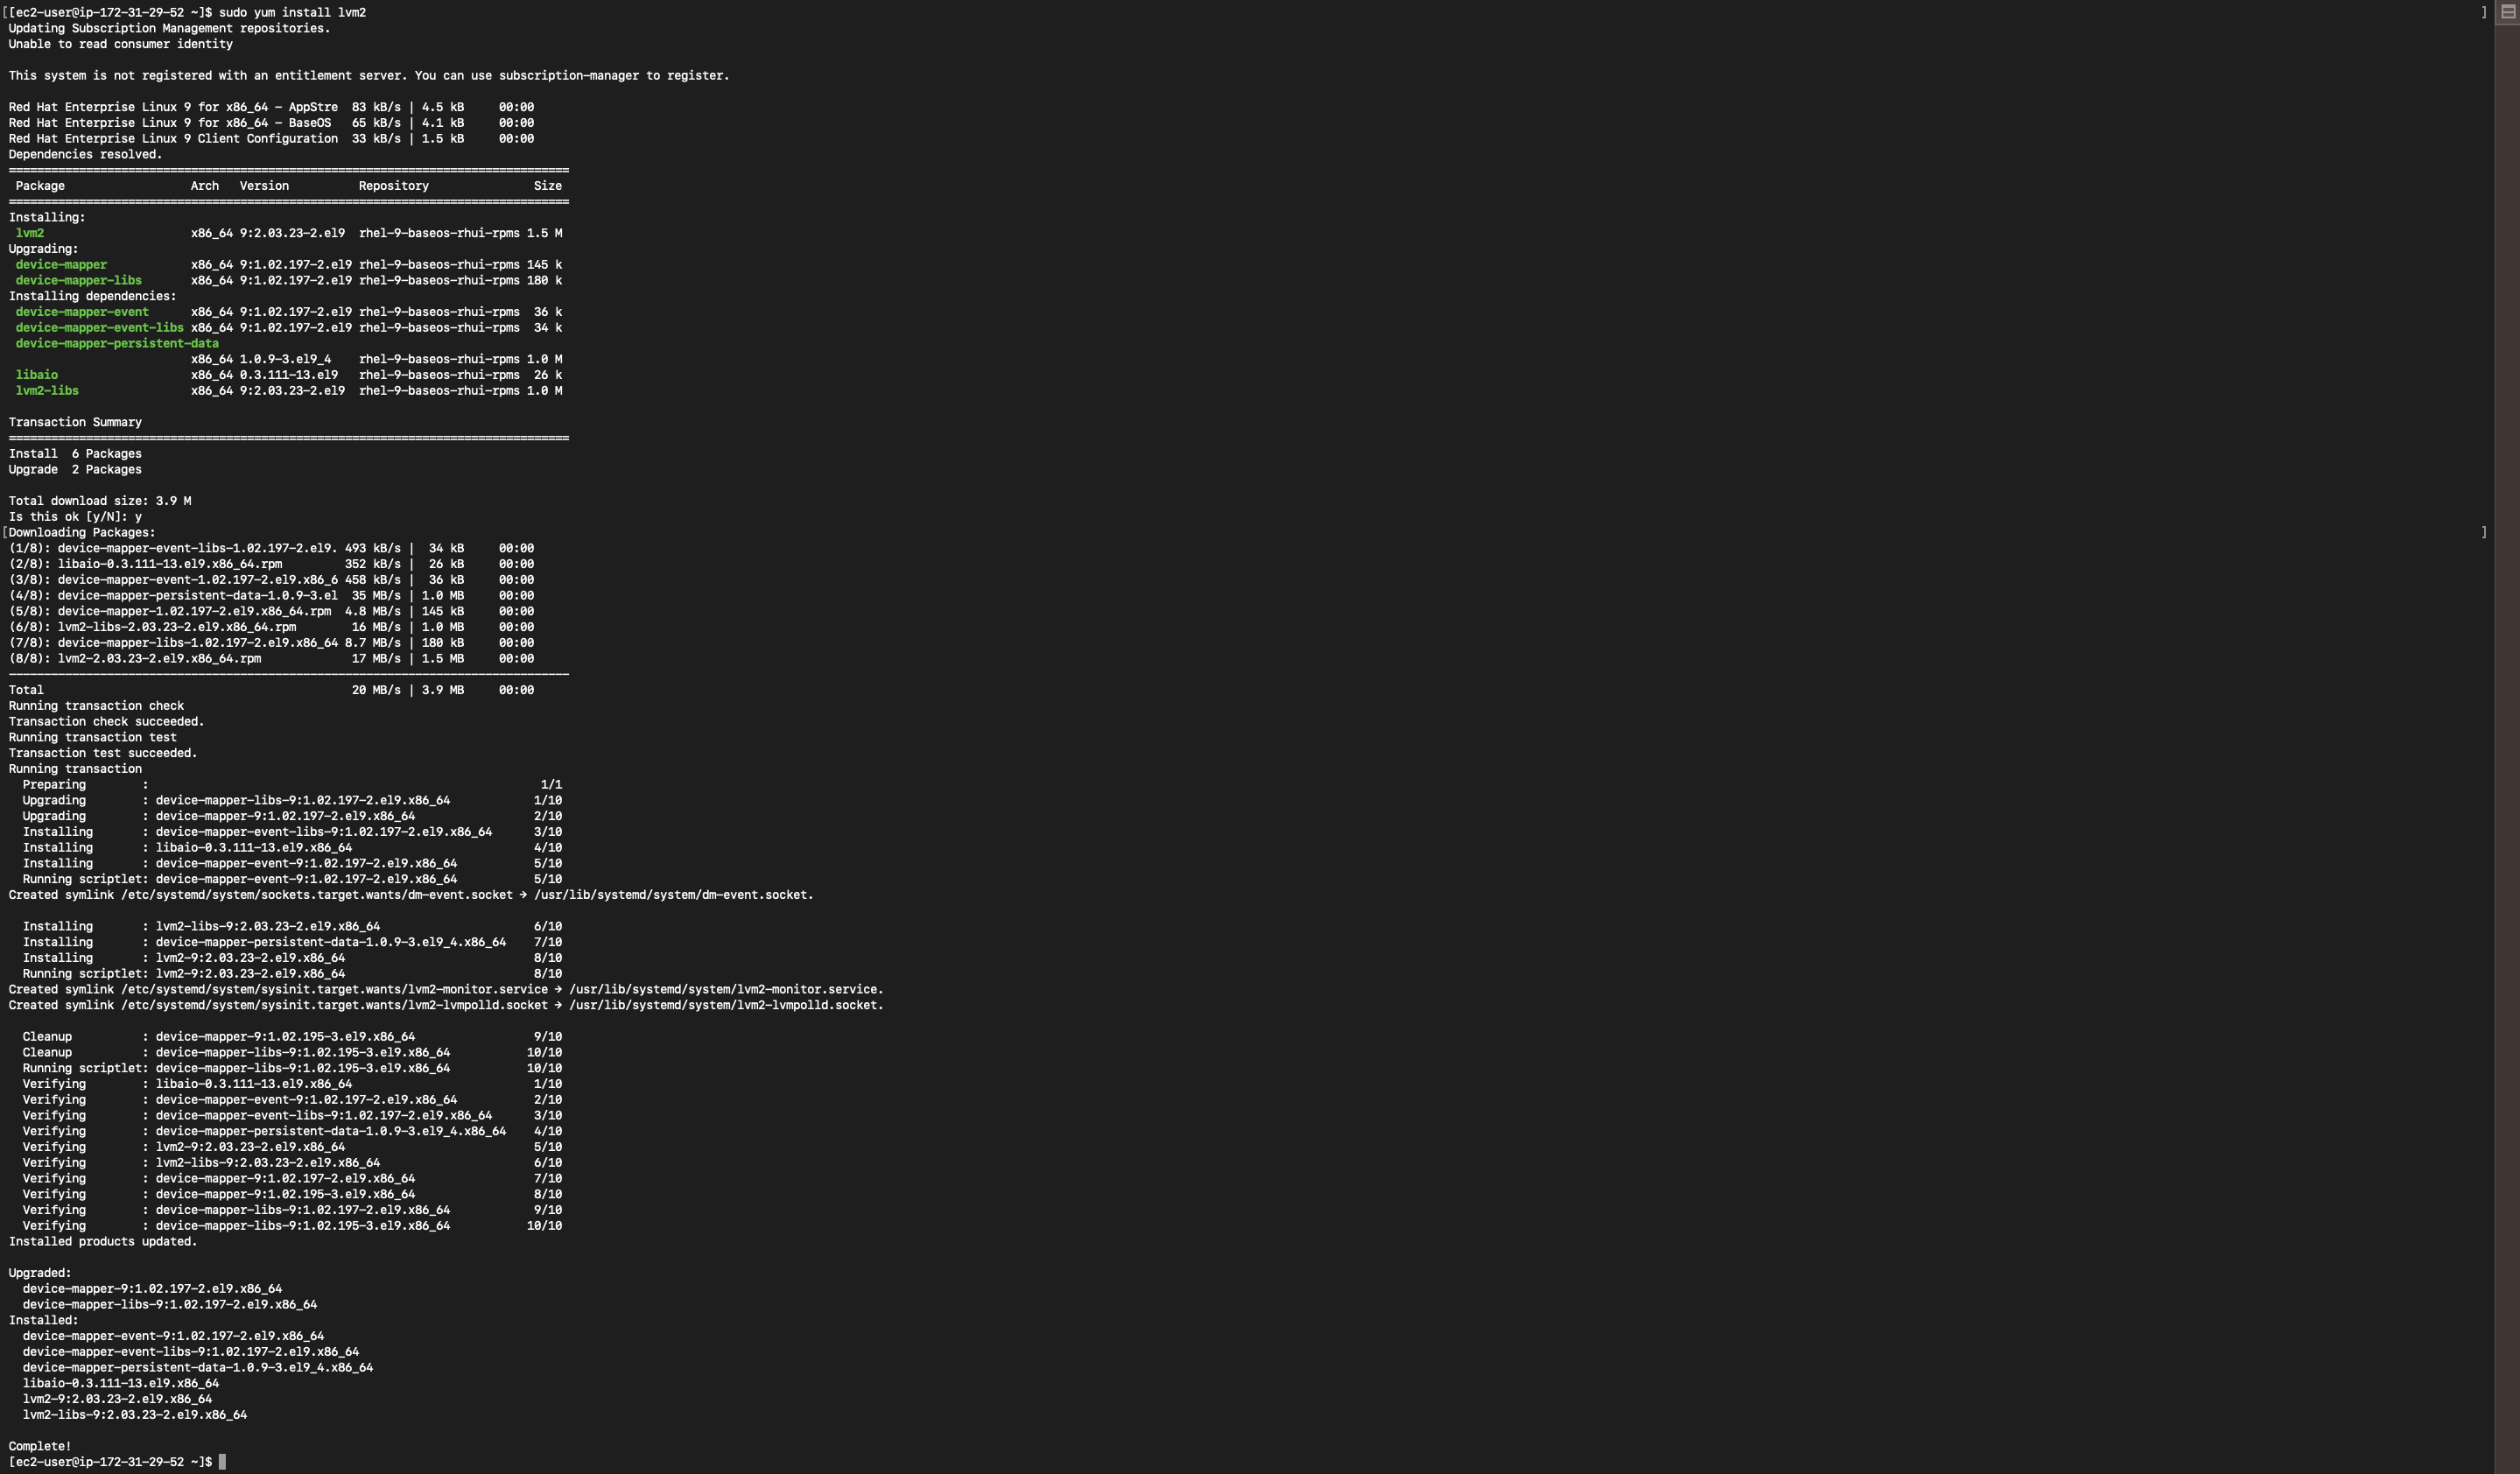 [[ec2-user@ip-172-31-29-52 ~]$ sudo yum install lvm2 ]
Updating Subscription Management repositories.
Unable to read consumer identity
This system is not registered with an entitlement server. You can use subscription-manager to register.
Red Hat Enterprise Linux 9 for x86_64 - AppStre  83 kB/s | 4.5 kB     00:00
Red Hat Enterprise Linux 9 for x86_64 - BaseOS   65 kB/s | 4.1 kB     00:00
Red Hat Enterprise Linux 9 Client Configuration  33 kB/s | 1.5 kB     00:00
Dependencies resolved.
================================================================================
 Package                  Arch   Version          Repository               Size
================================================================================
Installing:
 lvm2                     x86_64 9:2.03.23-2.el9  rhel-9-baseos-rhui-rpms 1.5 M
Upgrading:
 device-mapper            x86_64 9:1.02.197-2.el9 rhel-9-baseos-rhui-rpms 145 k
 device-mapper-libs       x86_64 9:1.02.197-2.el9 rhel-9-baseos-rhui-rpms 180 k
Installing dependencies:
 device-mapper-event      x86_64 9:1.02.197-2.el9 rhel-9-baseos-rhui-rpms  36 k
 device-mapper-event-libs x86_64 9:1.02.197-2.el9 rhel-9-baseos-rhui-rpms  34 k
 device-mapper-persistent-data
                          x86_64 1.0.9-3.el9_4    rhel-9-baseos-rhui-rpms 1.0 M
 libaio                   x86_64 0.3.111-13.el9   rhel-9-baseos-rhui-rpms  26 k
 lvm2-libs                x86_64 9:2.03.23-2.el9  rhel-9-baseos-rhui-rpms 1.0 M
Transaction Summary
================================================================================
Install  6 Packages
Upgrade  2 Packages
Total download size: 3.9 M
Is this ok [y/N]: y
[Downloading Packages: ]
(1/8): device-mapper-event-libs-1.02.197-2.el9. 493 kB/s |  34 kB     00:00
(2/8): libaio-0.3.111-13.el9.x86_64.rpm         352 kB/s |  26 kB     00:00
(3/8): device-mapper-event-1.02.197-2.el9.x86_6 458 kB/s |  36 kB     00:00
(4/8): device-mapper-persistent-data-1.0.9-3.el  35 MB/s | 1.0 MB     00:00
(5/8): device-mapper-1.02.197-2.el9.x86_64.rpm  4.8 MB/s | 145 kB     00:00
(6/8): lvm2-libs-2.03.23-2.el9.x86_64.rpm        16 MB/s | 1.0 MB     00:00
(7/8): device-mapper-libs-1.02.197-2.el9.x86_64 8.7 MB/s | 180 kB     00:00
(8/8): lvm2-2.03.23-2.el9.x86_64.rpm             17 MB/s | 1.5 MB     00:00
--------------------------------------------------------------------------------
Total                                            20 MB/s | 3.9 MB     00:00
Running transaction check
Transaction check succeeded.
Running transaction test
Transaction test succeeded.
Running transaction
  Preparing        :                                                        1/1
  Upgrading        : device-mapper-libs-9:1.02.197-2.el9.x86_64            1/10
  Upgrading        : device-mapper-9:1.02.197-2.el9.x86_64                 2/10
  Installing       : device-mapper-event-libs-9:1.02.197-2.el9.x86_64      3/10
  Installing       : libaio-0.3.111-13.el9.x86_64                          4/10
  Installing       : device-mapper-event-9:1.02.197-2.el9.x86_64           5/10
  Running scriptlet: device-mapper-event-9:1.02.197-2.el9.x86_64           5/10
Created symlink /etc/systemd/system/sockets.target.wants/dm-event.socket → /usr/lib/systemd/system/dm-event.socket.
  Installing       : lvm2-libs-9:2.03.23-2.el9.x86_64                      6/10
  Installing       : device-mapper-persistent-data-1.0.9-3.el9_4.x86_64    7/10
  Installing       : lvm2-9:2.03.23-2.el9.x86_64                           8/10
  Running scriptlet: lvm2-9:2.03.23-2.el9.x86_64                           8/10
Created symlink /etc/systemd/system/sysinit.target.wants/lvm2-monitor.service → /usr/lib/systemd/system/lvm2-monitor.service.
Created symlink /etc/systemd/system/sysinit.target.wants/lvm2-lvmpolld.socket → /usr/lib/systemd/system/lvm2-lvmpolld.socket.
  Cleanup          : device-mapper-9:1.02.195-3.el9.x86_64                 9/10
  Cleanup          : device-mapper-libs-9:1.02.195-3.el9.x86_64           10/10
  Running scriptlet: device-mapper-libs-9:1.02.195-3.el9.x86_64           10/10
  Verifying        : libaio-0.3.111-13.el9.x86_64                          1/10
  Verifying        : device-mapper-event-9:1.02.197-2.el9.x86_64           2/10
  Verifying        : device-mapper-event-libs-9:1.02.197-2.el9.x86_64      3/10
  Verifying        : device-mapper-persistent-data-1.0.9-3.el9_4.x86_64    4/10
  Verifying        : lvm2-9:2.03.23-2.el9.x86_64                           5/10
  Verifying        : lvm2-libs-9:2.03.23-2.el9.x86_64                      6/10
  Verifying        : device-mapper-9:1.02.197-2.el9.x86_64                 7/10
  Verifying        : device-mapper-9:1.02.195-3.el9.x86_64                 8/10
  Verifying        : device-mapper-libs-9:1.02.197-2.el9.x86_64            9/10
  Verifying        : device-mapper-libs-9:1.02.195-3.el9.x86_64           10/10
Installed products updated.
Upgraded:
  device-mapper-9:1.02.197-2.el9.x86_64
  device-mapper-libs-9:1.02.197-2.el9.x86_64
Installed:
  device-mapper-event-9:1.02.197-2.el9.x86_64
  device-mapper-event-libs-9:1.02.197-2.el9.x86_64
  device-mapper-persistent-data-1.0.9-3.el9_4.x86_64
  libaio-0.3.111-13.el9.x86_64
  lvm2-9:2.03.23-2.el9.x86_64
  lvm2-libs-9:2.03.23-2.el9.x86_64
Complete!
[ec2-user@ip-172-31-29-52 ~]$